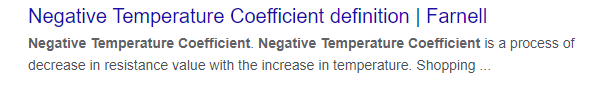 Negative Temperature Coefficient definition | Farnell
Negative Temperature Coefficient. Negative Temperature Coefficient is a process of
decrease in resistance value with the increase in temperature. Shopping ...